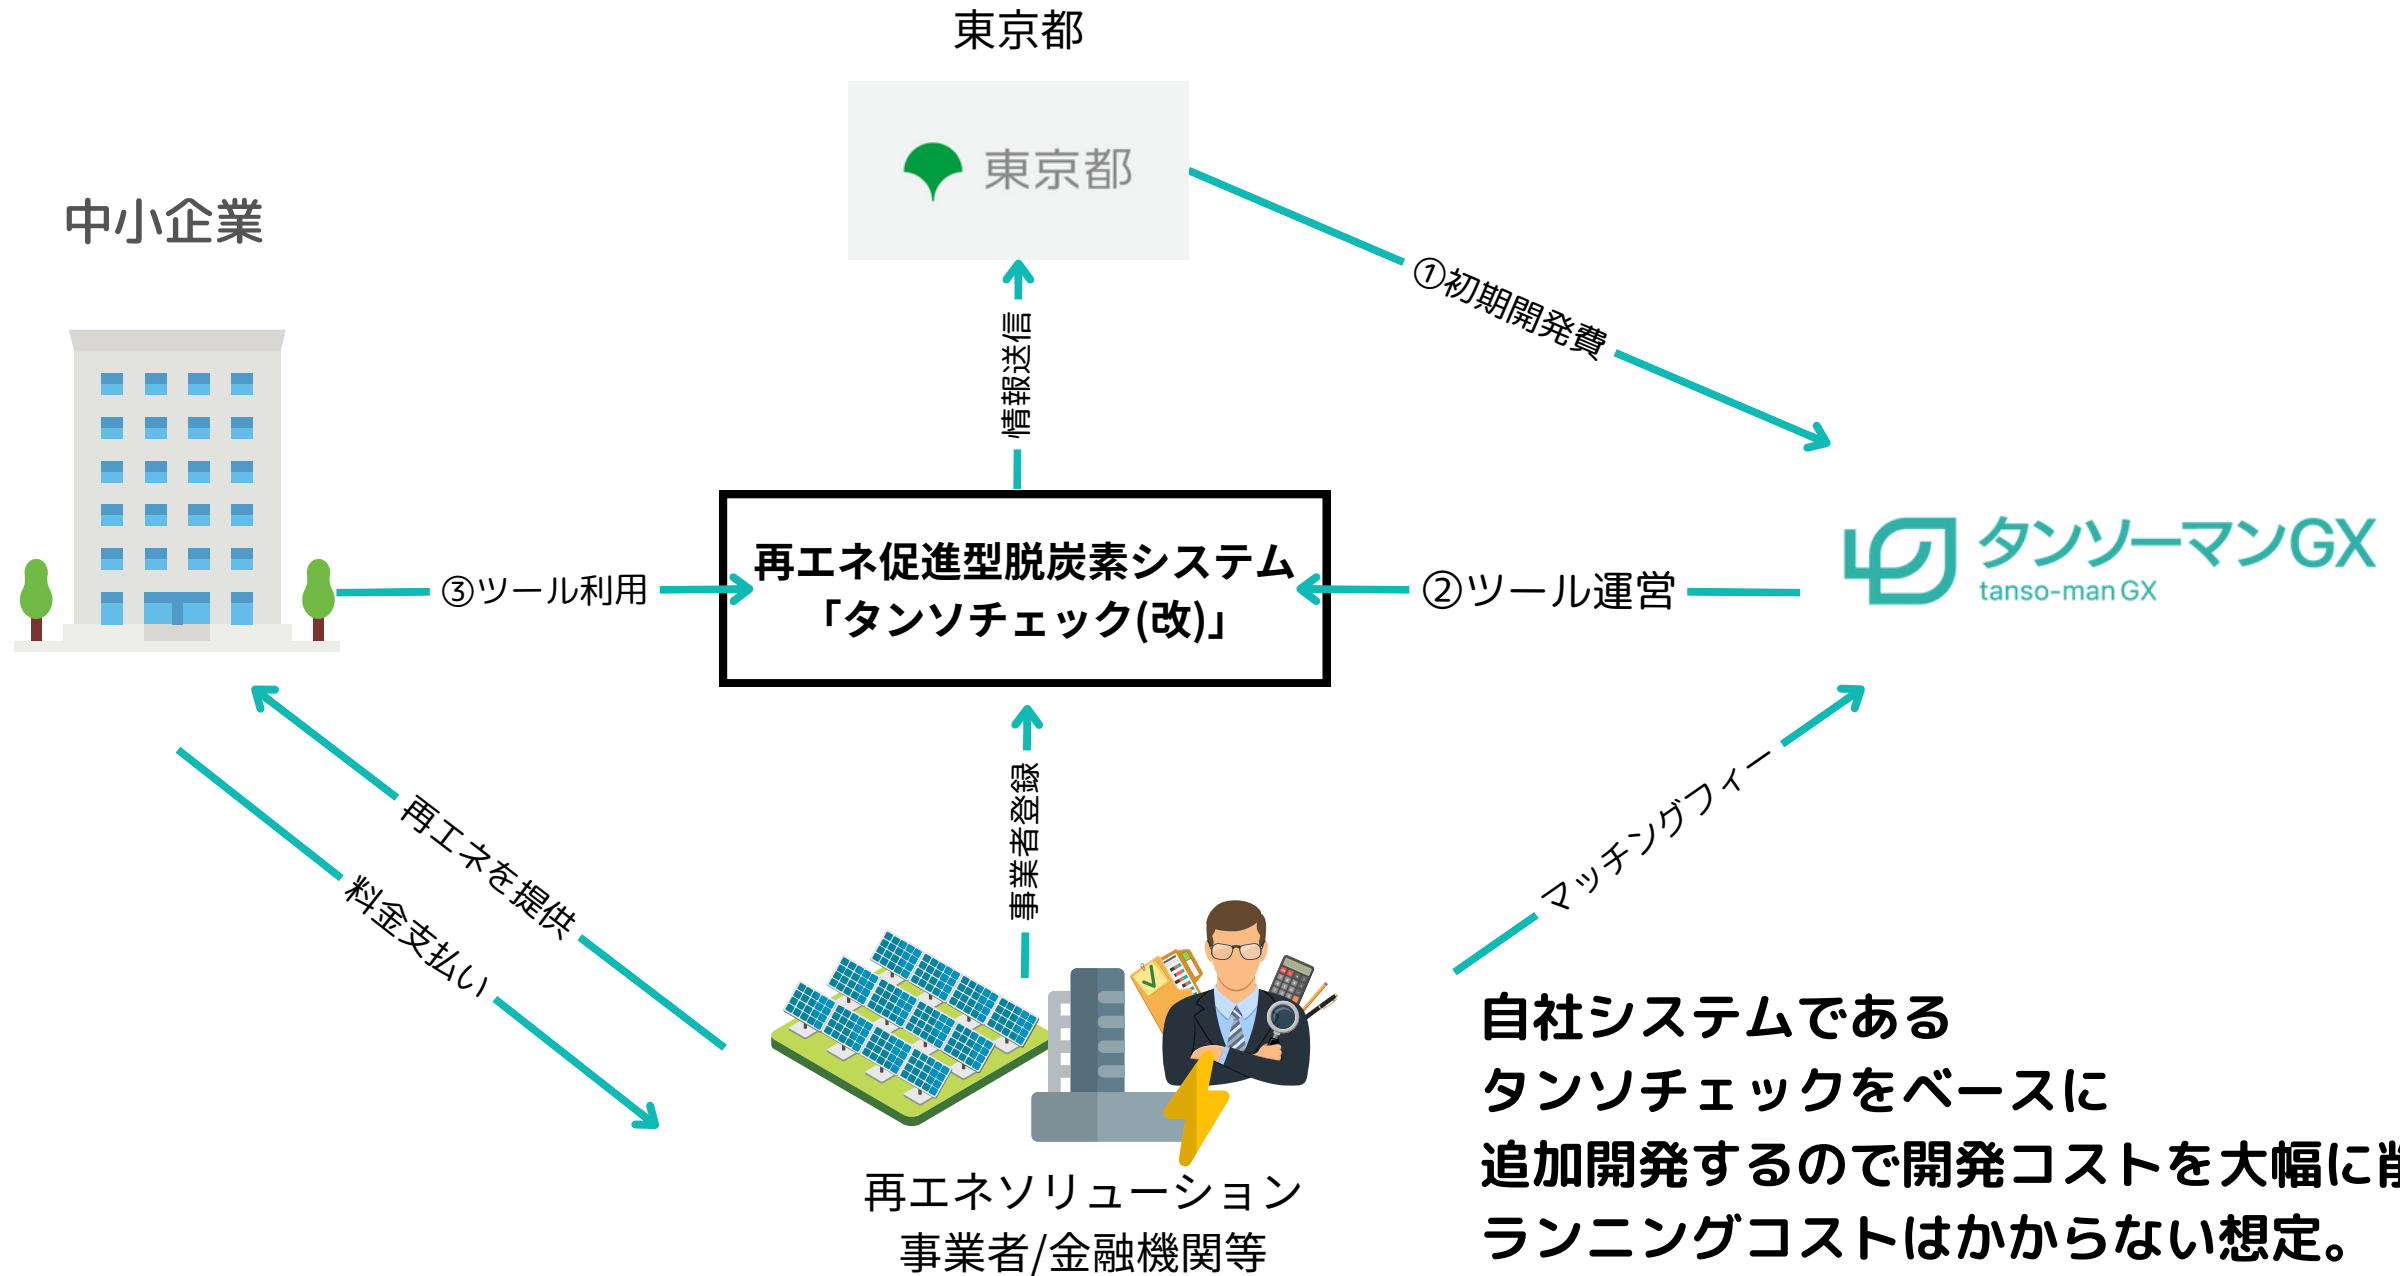 東京都
東京都
中小企業
①初期開発費
情報送信
再エネ促進型脱炭素システム
「タンソチェック(改)」
③ツール利用
②ツール運営
タンソーマンGX
tanso-man GX
再エネを提供
料金支払い
事業者登録
マッチングフィー
自社システムである
タンソチェックをベースに
追加開発するので開発コストを大幅に
ランニングコストはかからない想定。
再エネソリューション
事業者/金融機関等